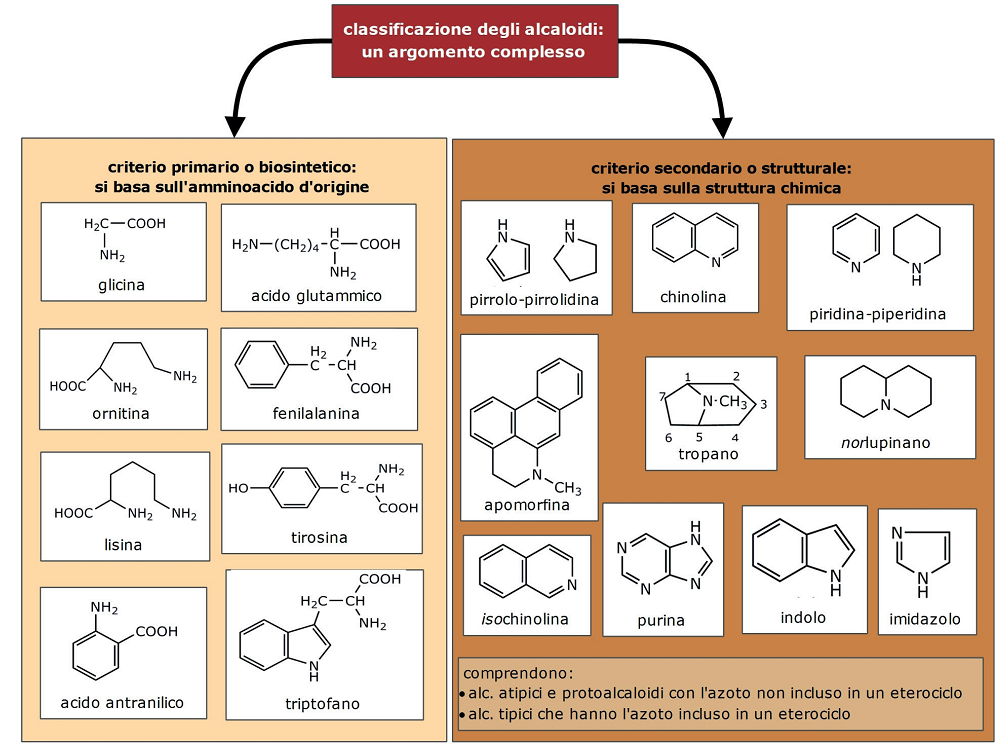 classificazione degli alcaloidi:
un argomento complesso
criterio primario o biosintetico:
si basa sull'amminoacido d'origine
H₂C—COOH
NH₂
glicina
H₂N—(CH₂)₄—C—COOH
H
NH₂
acido glutammico
HOOC
NH₂
NH₂
ornitina
H₂
C
NH₂
CH
COOH
fenilalanina
HOOC
NH₂
NH₂
lisina
HO
H₂
C
NH₂
CH
COOH
tirosina
NH₂
COOH
acido antranilico
COOH
H₂C
CH
NH₂
N
H
triptofano
criterio secondario o strutturale:
si basa sulla struttura chimica
H
N
H
N
pirrolo-pirrolidina
N
chinolina
N
N
H
piridina-piperidina
N
CH₃
apomorfina
1
2
7
N·CH₃
3
6
5
4
tropano
N
norlupinano
N
isochinolina
N
N
H
N
N
purina
N
H
indolo
N
N
H
imidazolo
comprendono:
•alc. atipici e protoalcaloidi con l'azoto non incluso in un eterociclo
•alc. tipici che hanno l'azoto incluso in un eterociclo